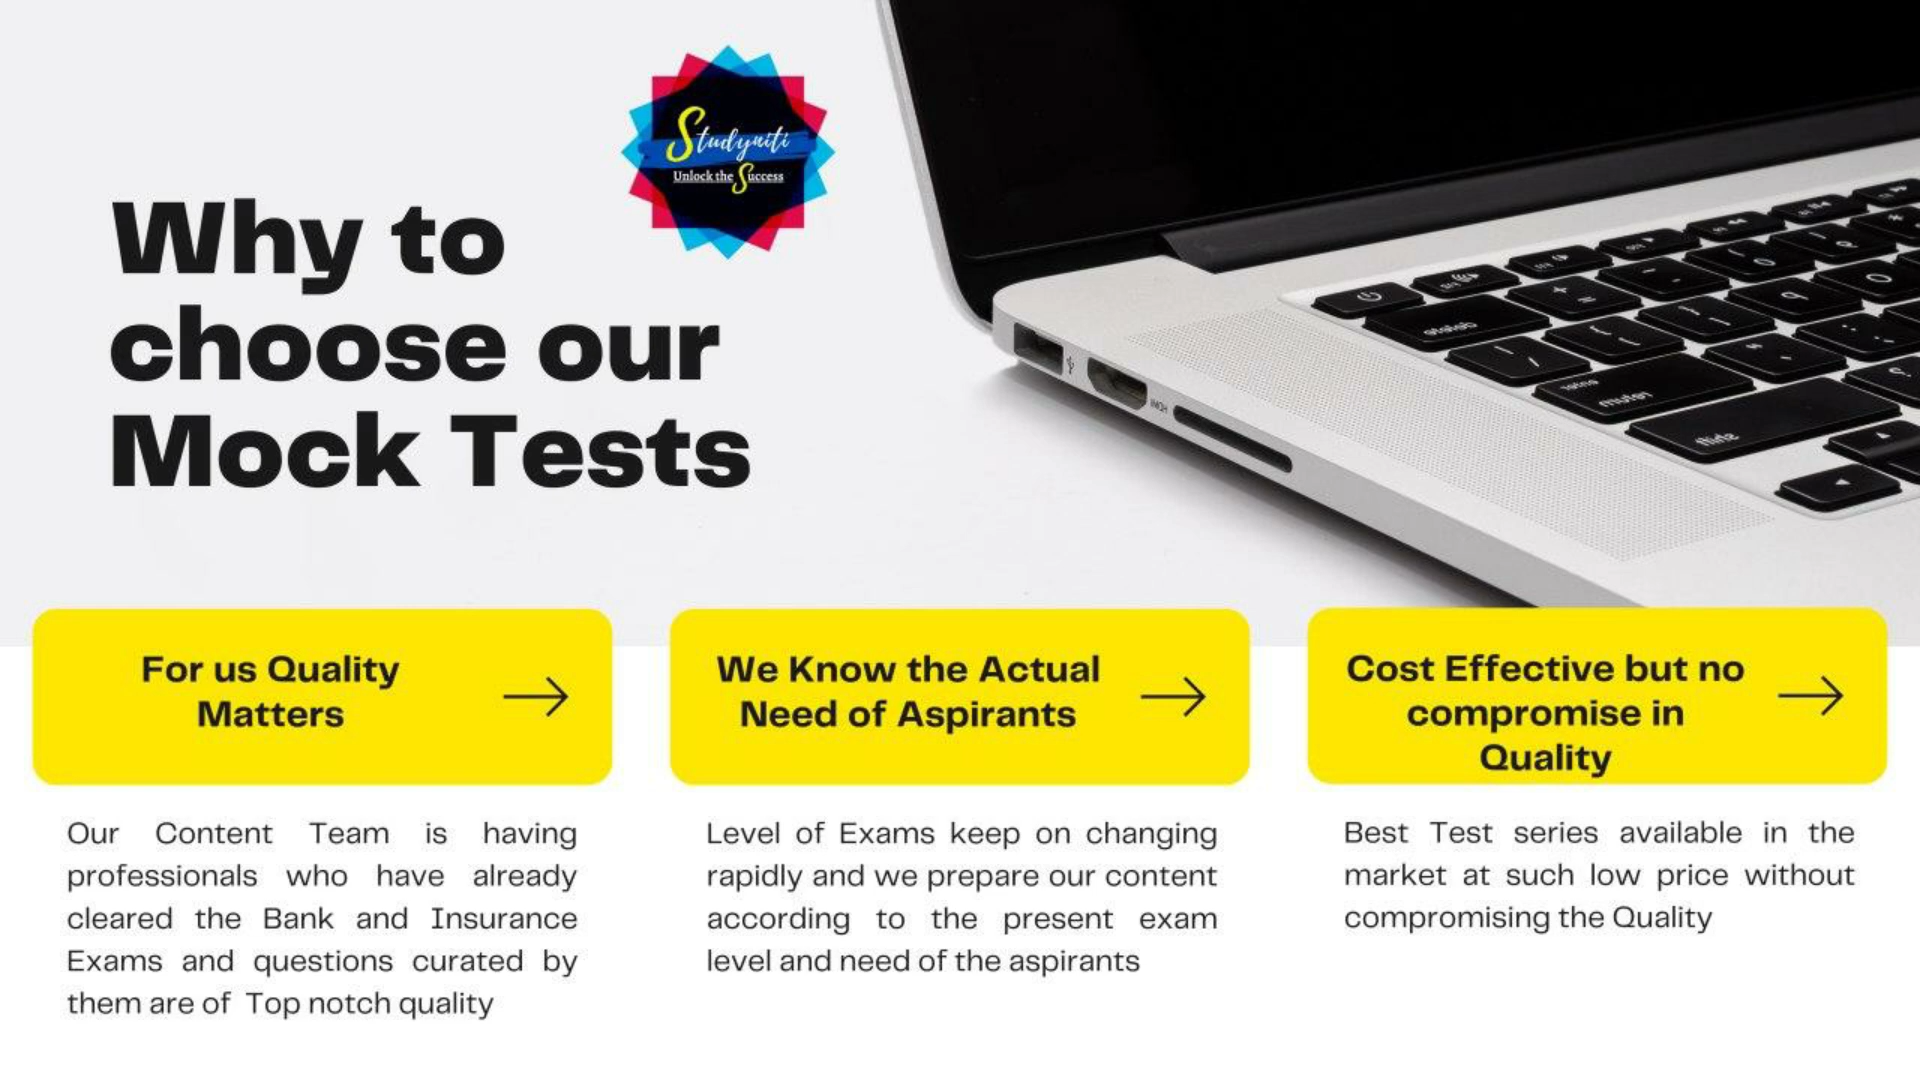 Studyniti
Unlock the Success
Why to
choose our
Mock Tests
For us Quality
Matters
We Know the Actual
Need of Aspirants
Cost Effective but no
compromise in
Quality
Our Content Team is having
professionals who have already
cleared the Bank and Insurance
Exams and questions curated by
them are of Top notch quality
Level of Exams keep on changing
rapidly and we prepare our content
according to the present exam
level and need of the aspirants
Best Test series available in the
market at such low price without
compromising the Quality